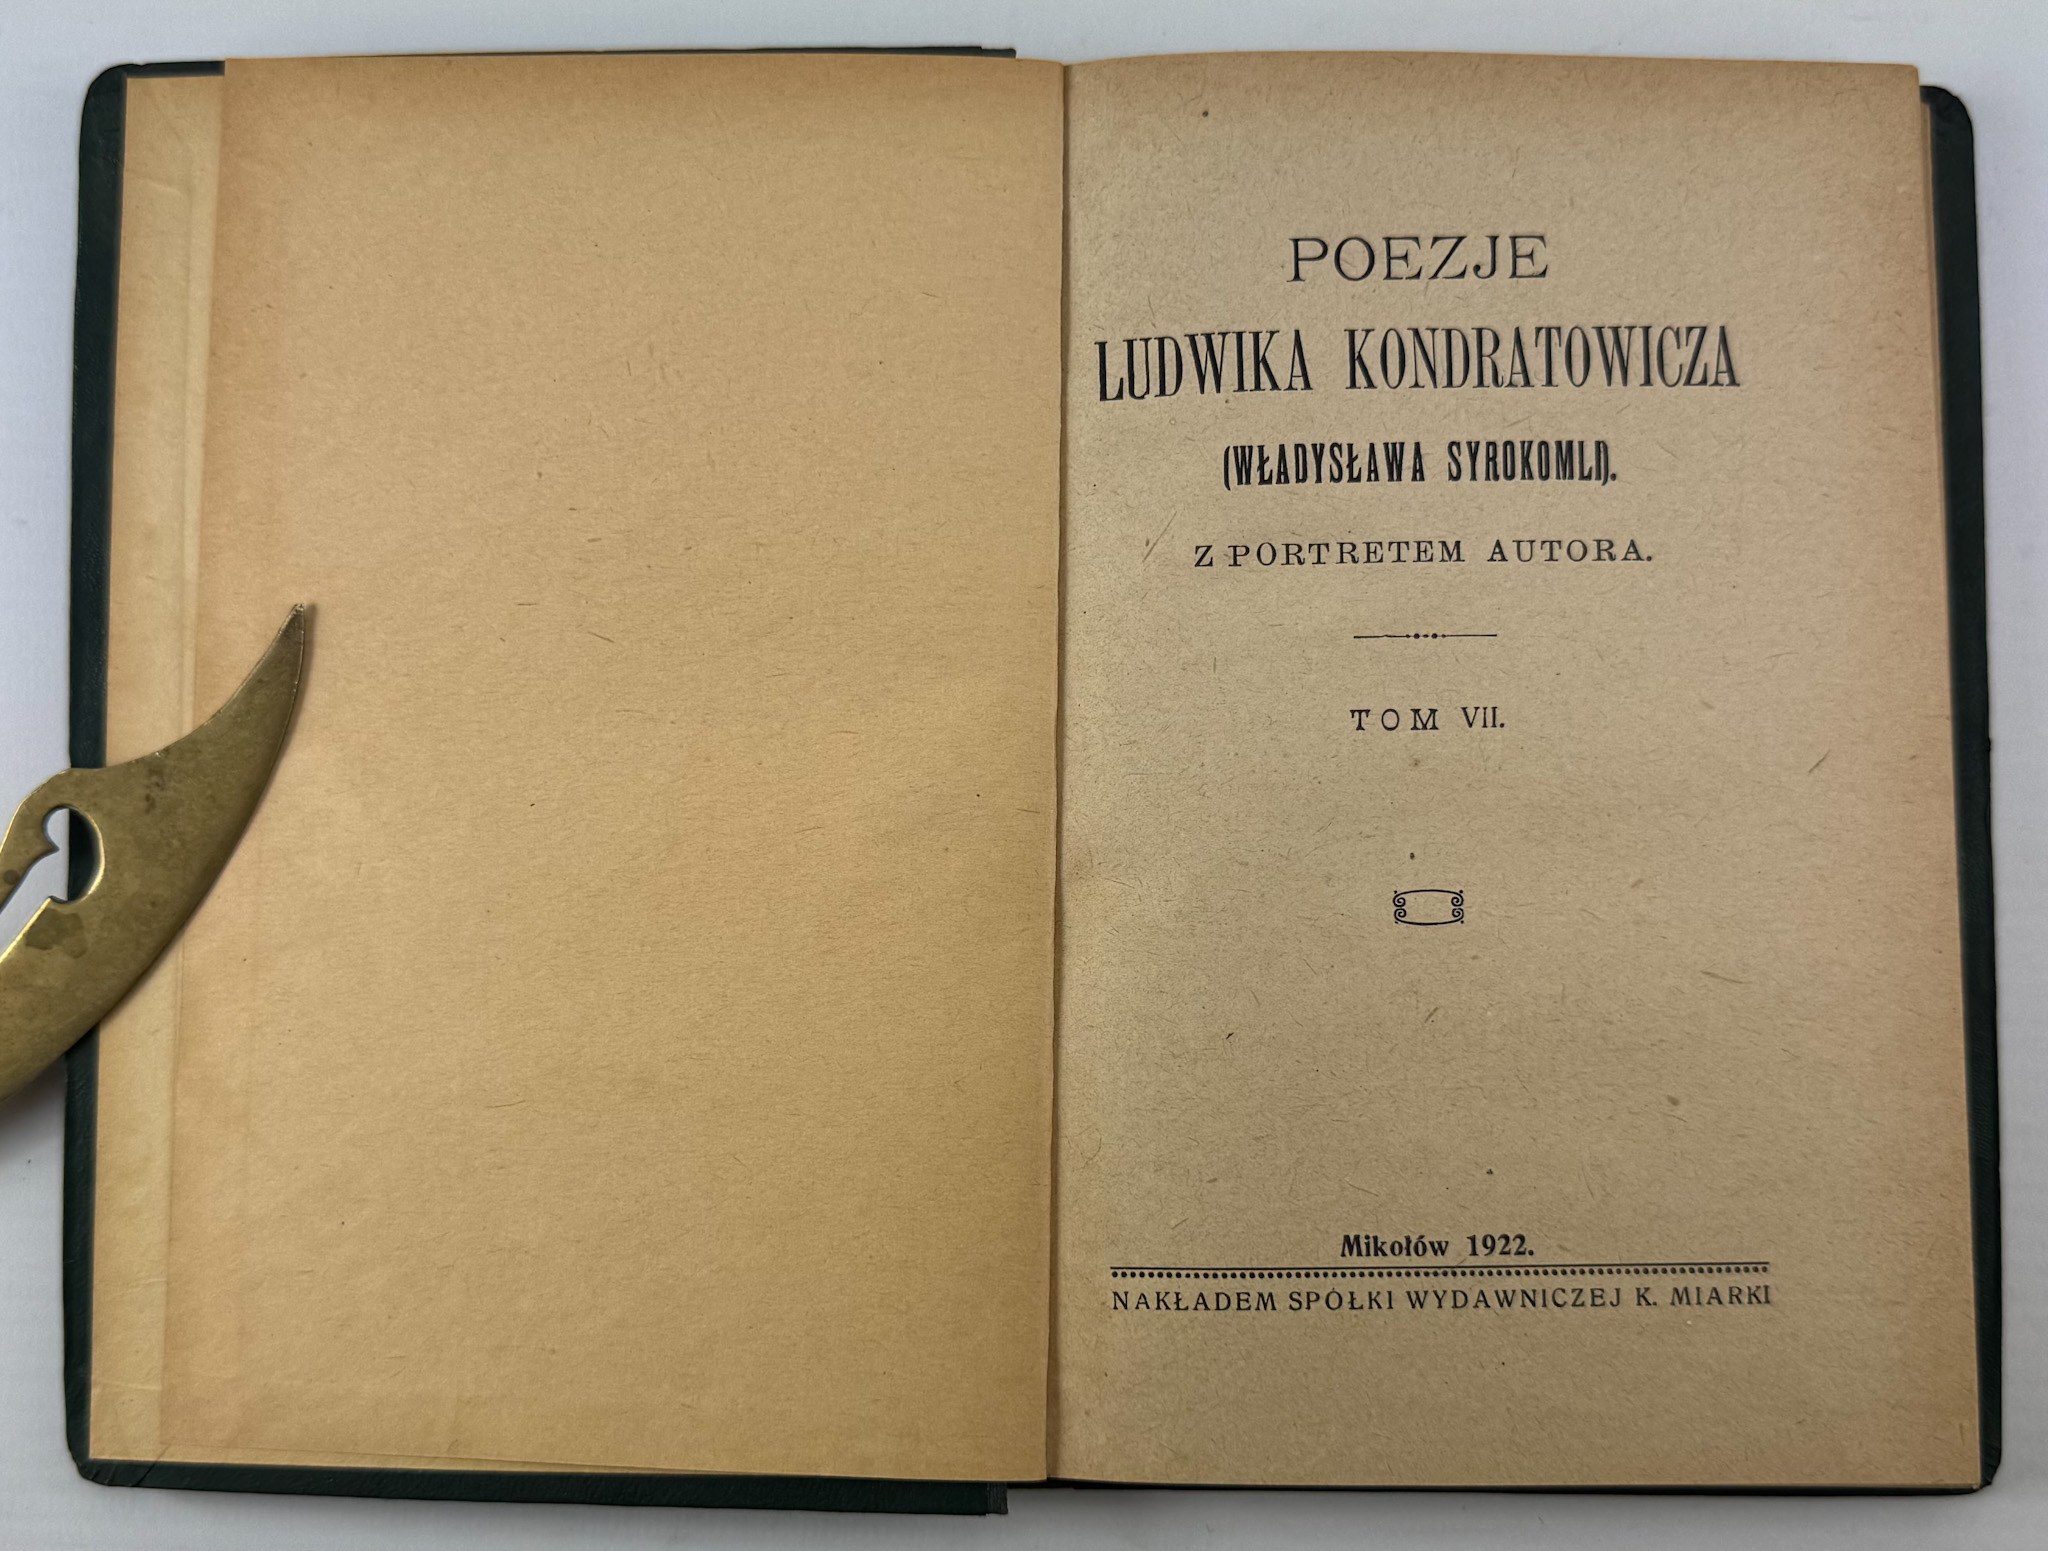 POEZJE
LUDWIKA KONDRATOWICZA
(WŁADYSŁAWA SYROKOMLI).
Z PORTRETEM AUTORA.
TOM VII.
Mikołów 1922.
NAKŁADEM SPÓŁKI WYDAWNICZEJ K. MIARKI